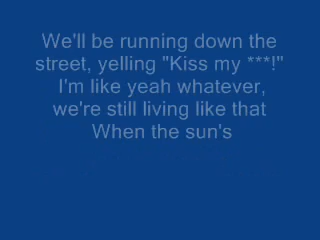 We'll be running down the
street, yelling "Kiss my ***!"
I'm like yeah whatever,
we're still living like that
When the sun's